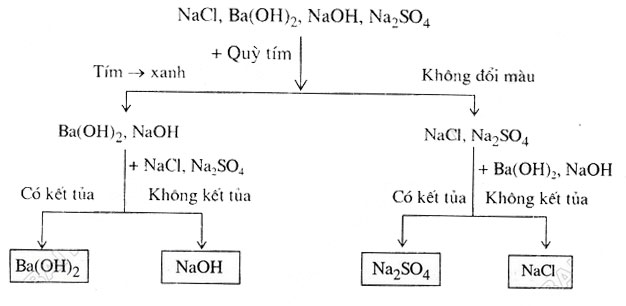 NaCl, Ba(OH)₂, NaOH, Na₂SO₄
+ Quỳ tím
Tím → xanh
Không đổi màu
Ba(OH)₂, NaOH
NaCl, Na₂SO₄
+ NaCl, Na₂SO₄
+ Ba(OH)₂, NaOH
Có kết tủa
Không kết tủa
Có kết tủa
Không kết tủa
Ba(OH)₂
NaOH
Na₂SO₄
NaCl